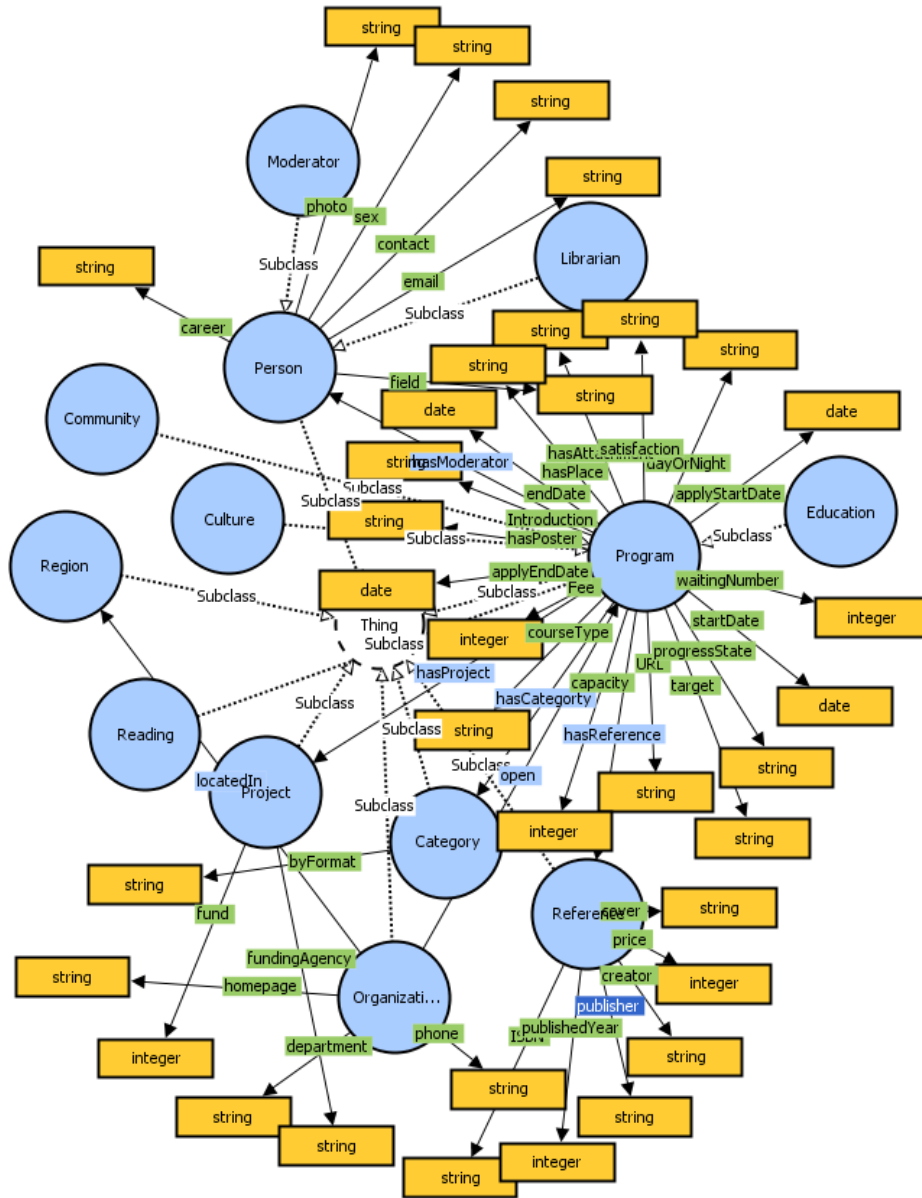 string
string
string
Moderator
string
photo
sex
contact
Librarian
Subclass
string
email
Subclass
career
string
string
string
Person
string
field
string
date
date
Community
hasModerator
satisfaction
hasPlace
dayOrNight
Subclass
endDate
applyStartDate
Subclass
string
Introduction
Education
Culture
Subclass
hasPoster
Subclass
Program
Region
applyEndDate
waitingNumber
date
Fee
Subclass
Subclass
Thing
courseType
startDate
integer
integer
Subclass
progressState
URL
hasProject
capacity
target
hasCategorty
Subclass
Subclass
date
string
Reading
hasReference
string
open
locatedIn
Project
string
Subclass
integer
string
Category
byFormat
string
cover
string
fund
Reference
price
fundingAgency
creator
string
homepage
integer
Organizati...
publisher
publishedYear
phone
department
integer
string
string
string
string
string
integer
string